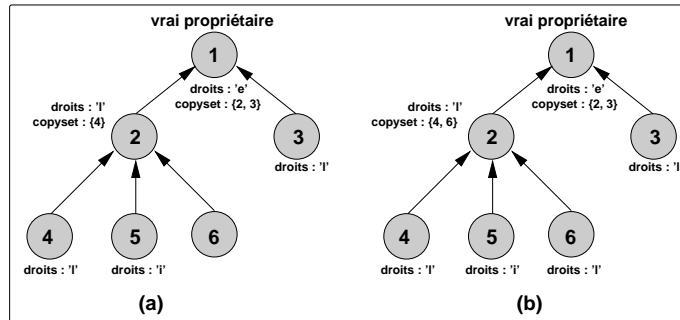 vrai propriétaire
1
droits : 'e'
copyset : {2, 3}
droits : 'l'
copyset : {4}
2
3
droits : 'l'
4
5
6
droits : 'l'
droits : 'i'
(a)
vrai propriétaire
1
droits : 'e'
copyset : {2, 3}
droits : 'l'
copyset : {4, 6}
2
3
droits : 'l'
4
5
6
droits : 'l'
droits : 'i'
droits : 'l'
(b)